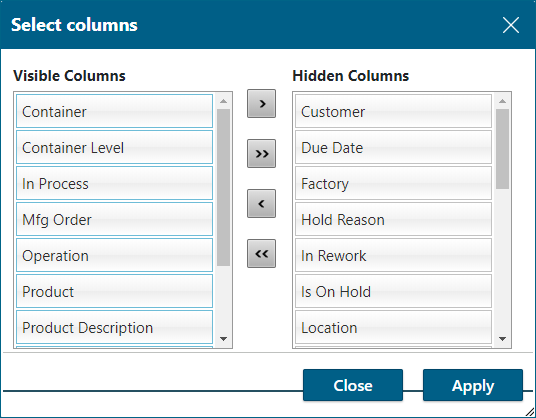 Select columns
Visible Columns
Container
Container Level
In Process
Mfg Order
Operation
Product
Product Description
>
>>
<
<<
Hidden Columns
Customer
Due Date
Factory
Hold Reason
In Rework
Is On Hold
Location
Close
Apply